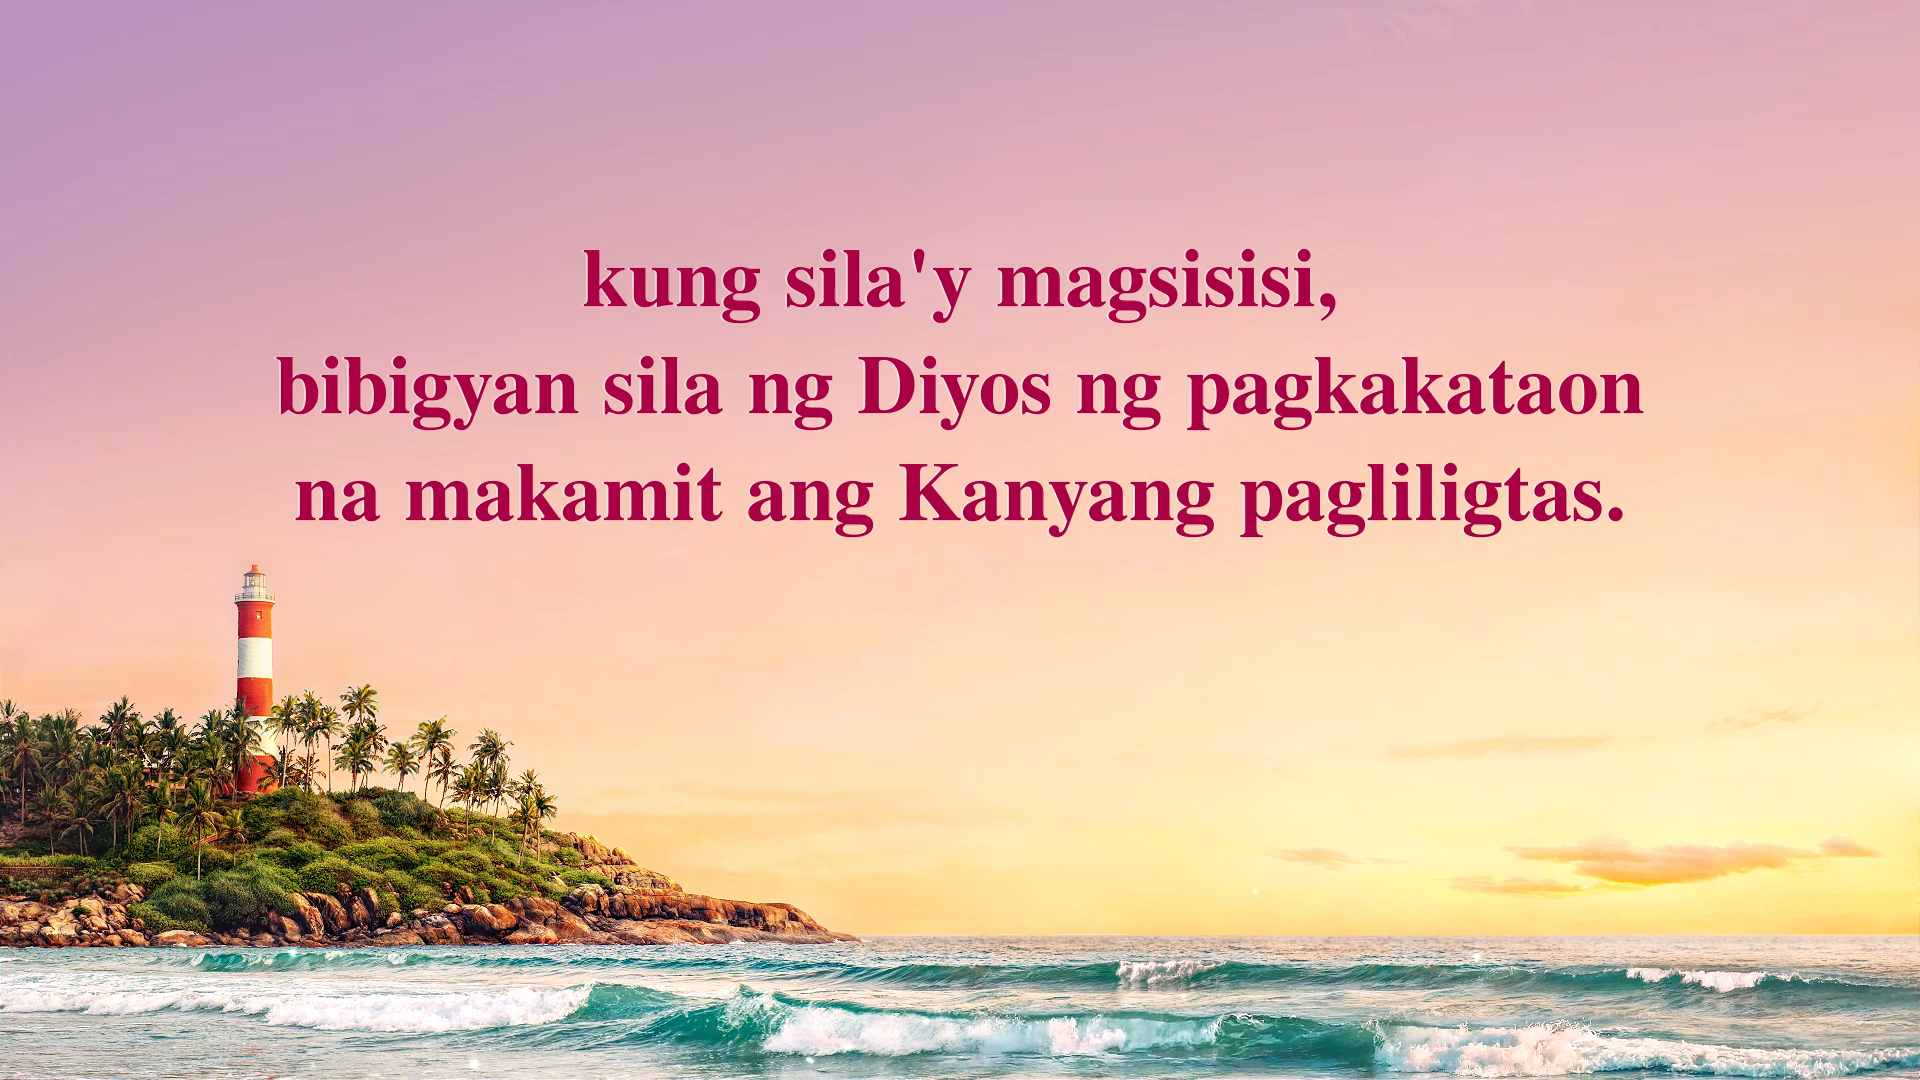 kung sila'y magsisisi,
bibigyan sila ng Diyos ng pagkakataon
na makamit ang Kanyang pagliligtas.